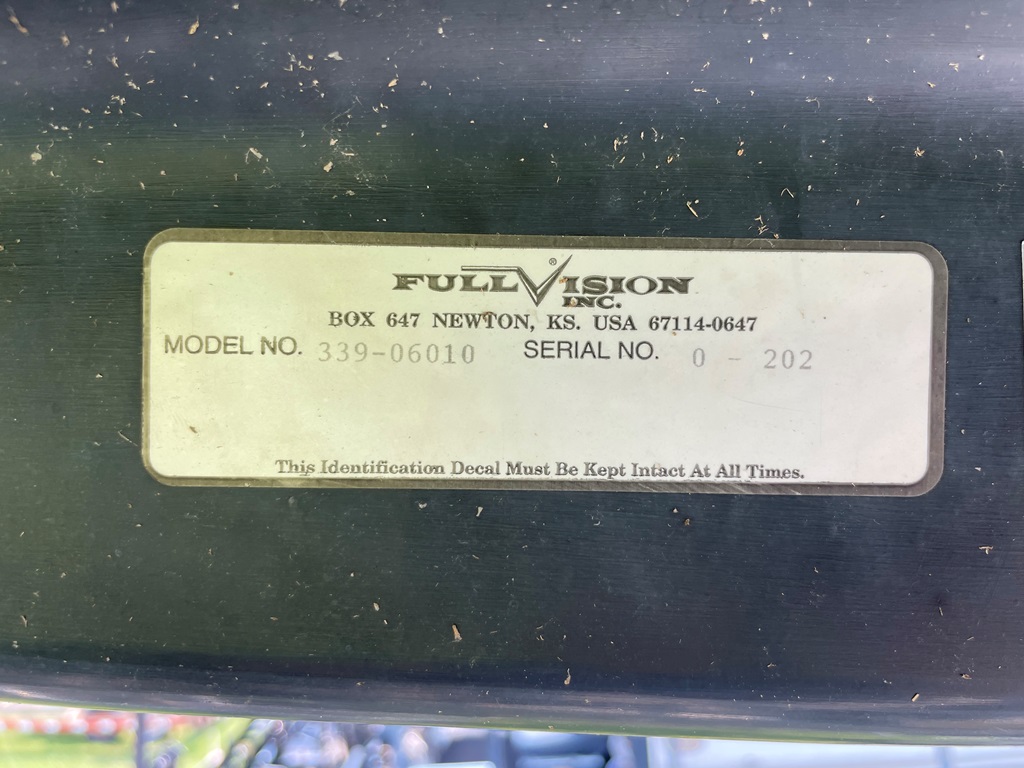 FULLVISION®
INC.
BOX 647 NEWTON, KS. USA 67114-0647
MODEL NO. 339-06010 SERIAL NO. 0 - 202
This Identification Decal Must Be Kept Intact At All Times.